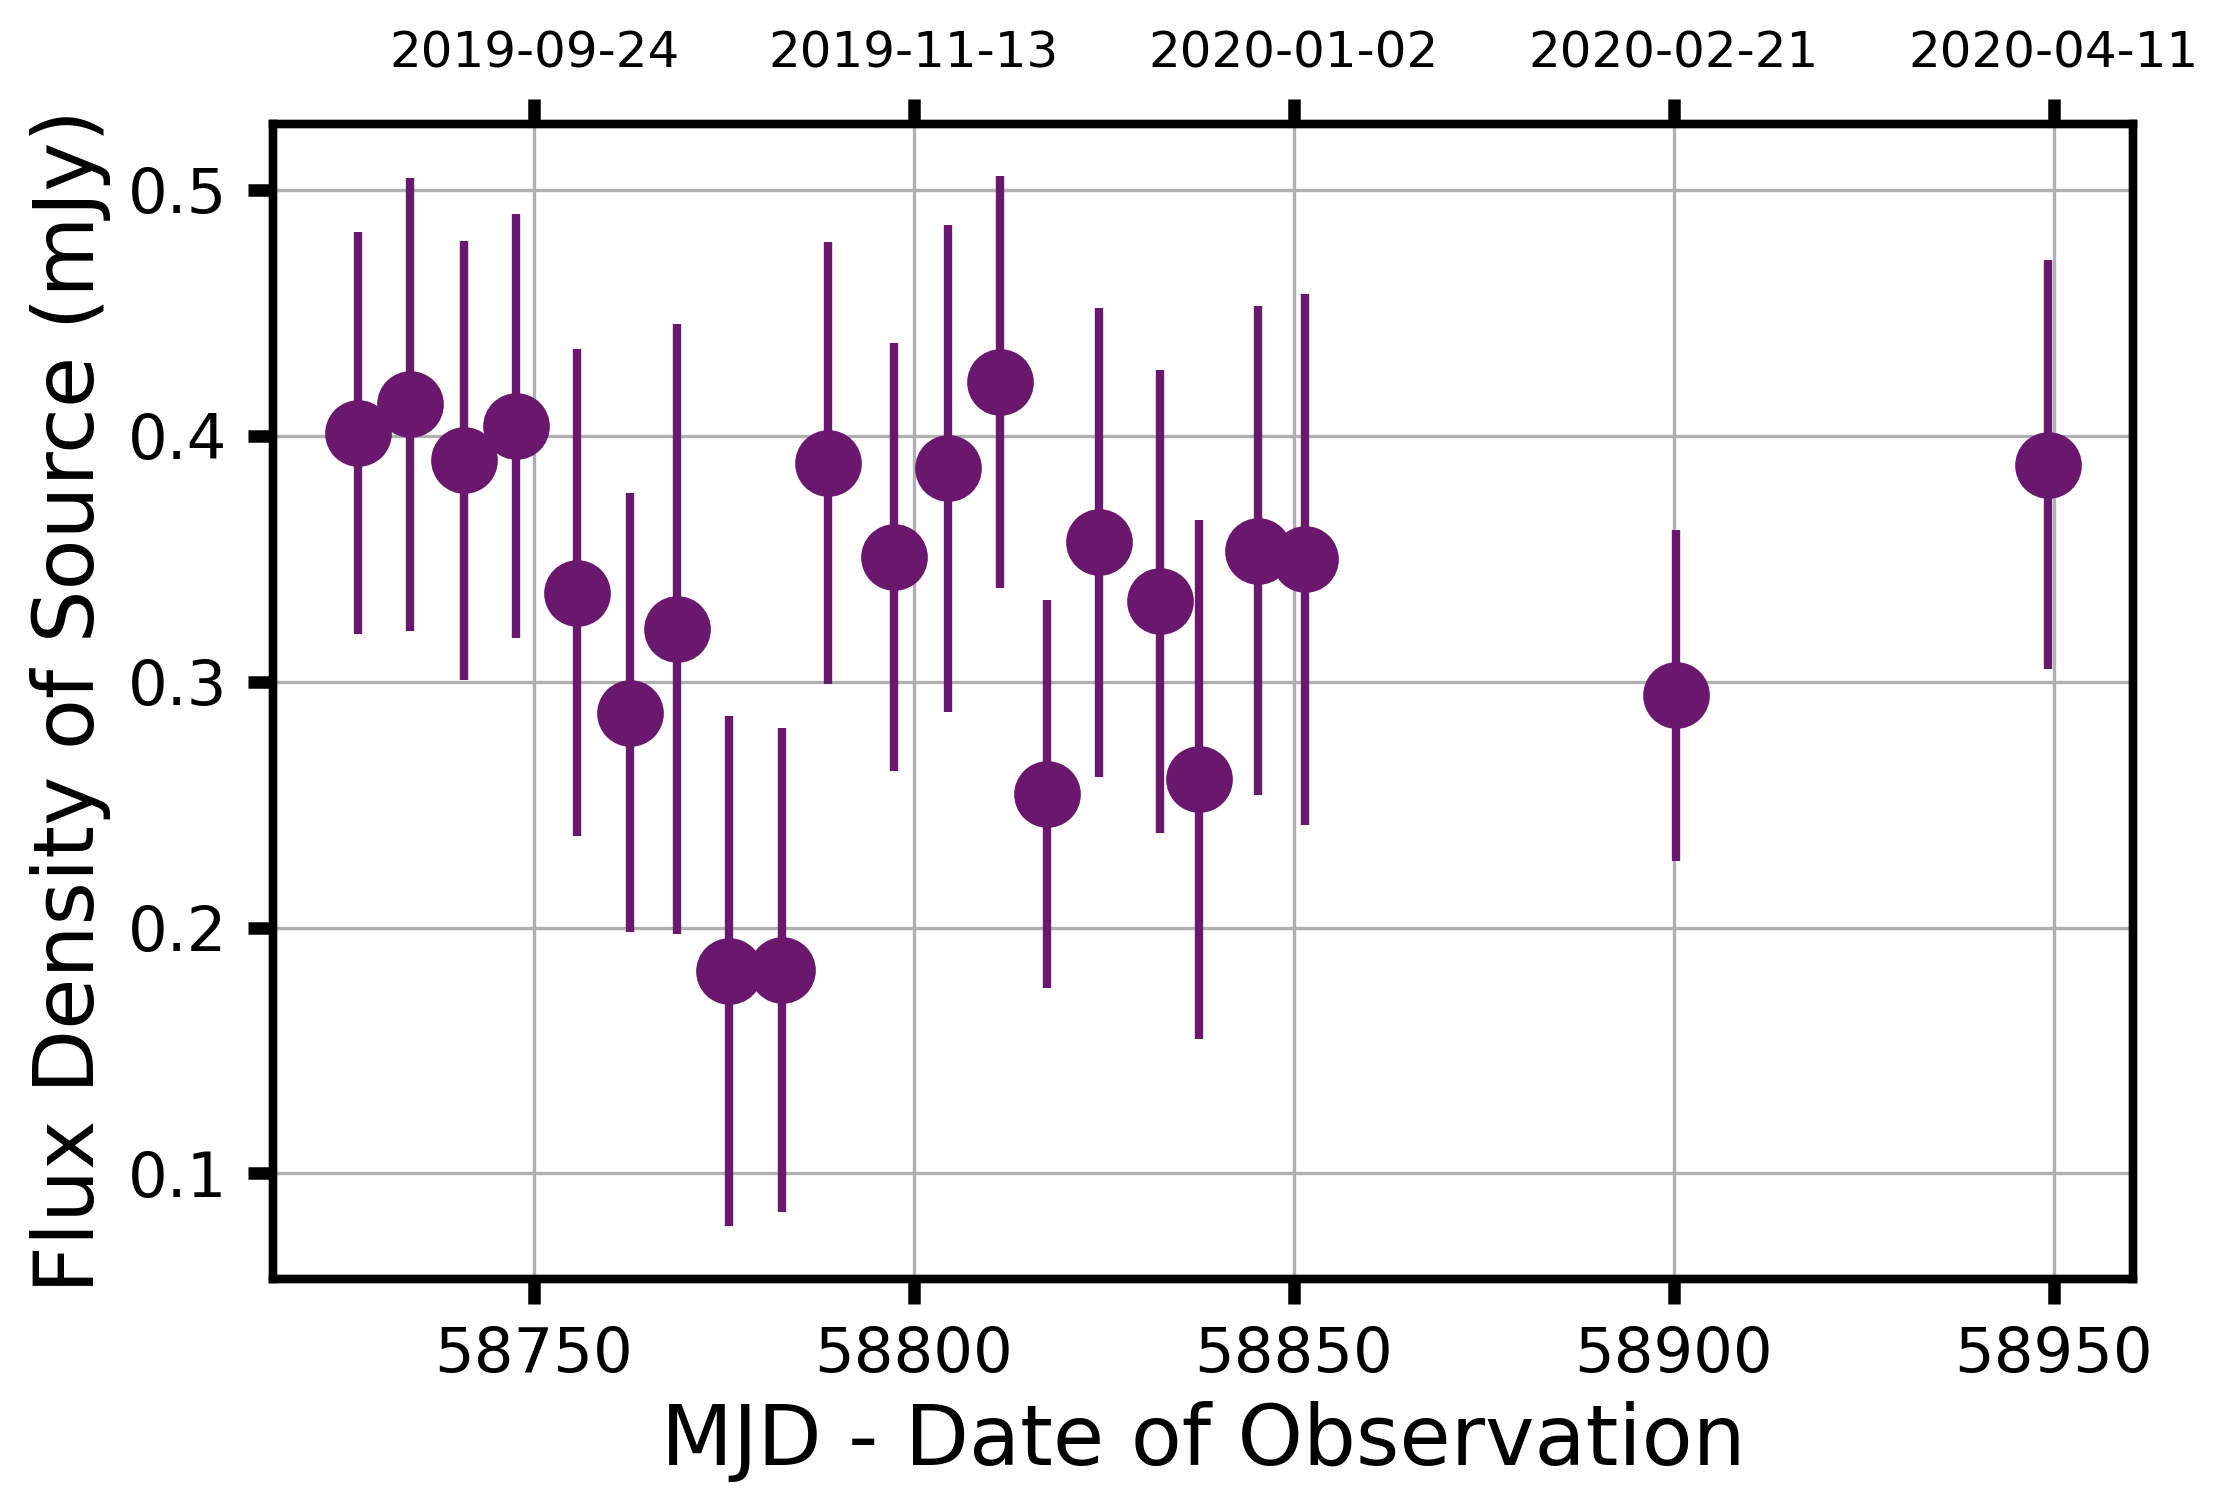 2019-09-24 2019-11-13 2020-01-02 2020-02-21 2020-04-11
Flux Density of Source (mJy)
0.5
0.4
0.3
0.2
0.1
58750 58800 58850 58900 58950
MJD - Date of Observation